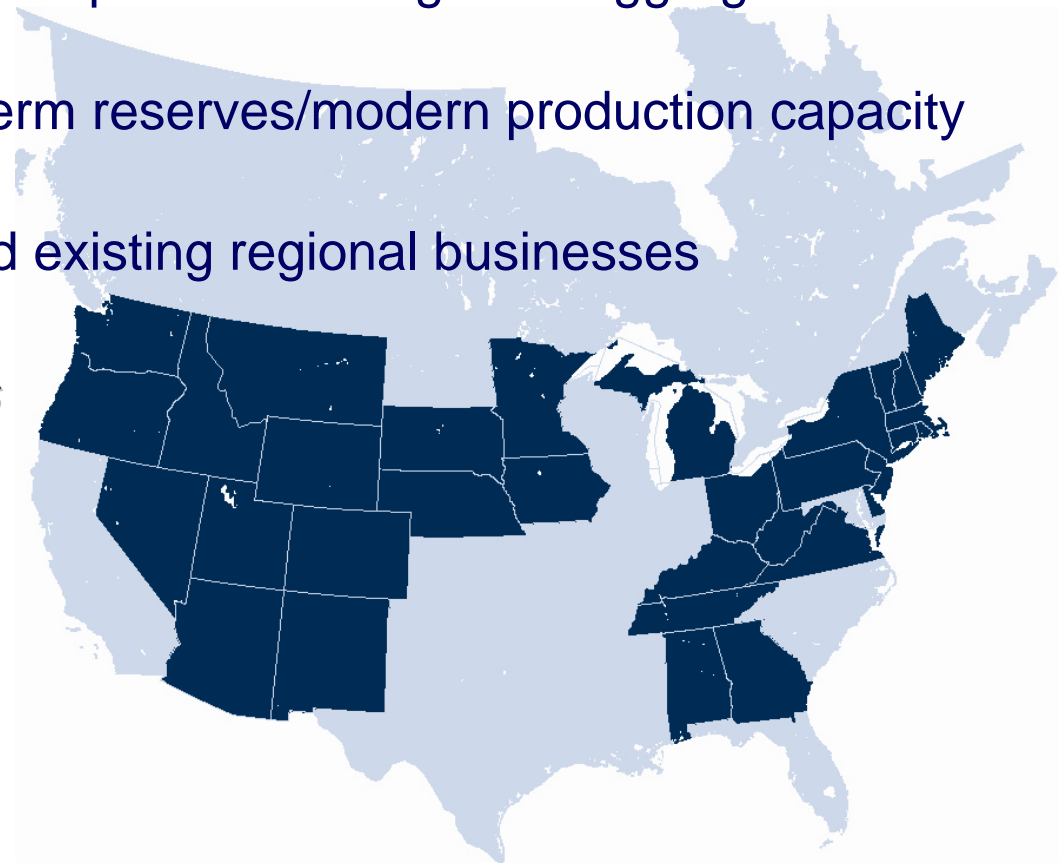 erm reserves/modern production capacity
d existing regional businesses
s